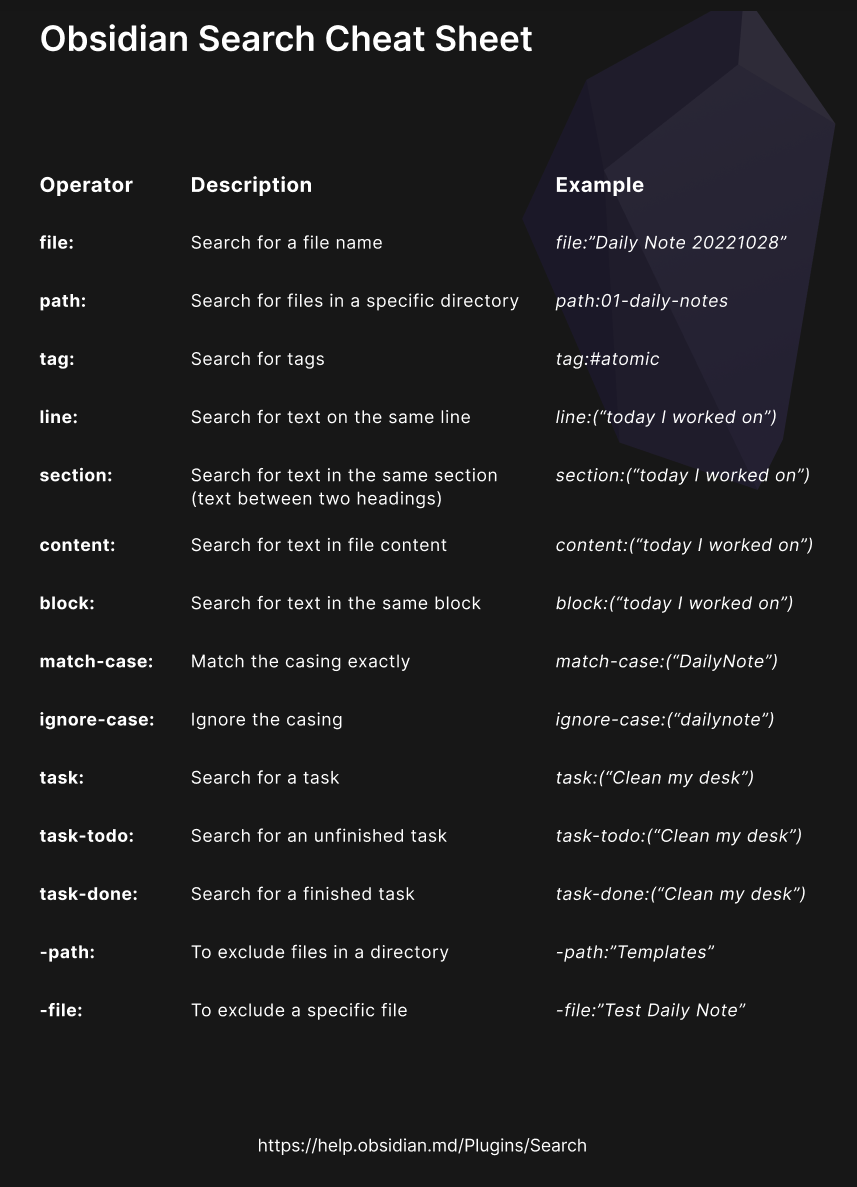 Obsidian Search Cheat Sheet
Operator Description Example
file: Search for a file name file:”Daily Note 20221028”
path: Search for files in a specific directory path:01-daily-notes
tag: Search for tags tag:#atomic
line: Search for text on the same line line:(“today I worked on”)
section: Search for text in the same section section:(“today I worked on”)
(text between two headings)
content: Search for text in file content content:(“today I worked on”)
block: Search for text in the same block block:(“today I worked on”)
match-case: Match the casing exactly match-case:(“DailyNote”)
ignore-case: Ignore the casing ignore-case:(“dailynote”)
task: Search for a task task:(“Clean my desk”)
task-todo: Search for an unfinished task task-todo:(“Clean my desk”)
task-done: Search for a finished task task-done:(“Clean my desk”)
-path: To exclude files in a directory -path:”Templates”
-file: To exclude a specific file -file:”Test Daily Note”
https://help.obsidian.md/Plugins/Search